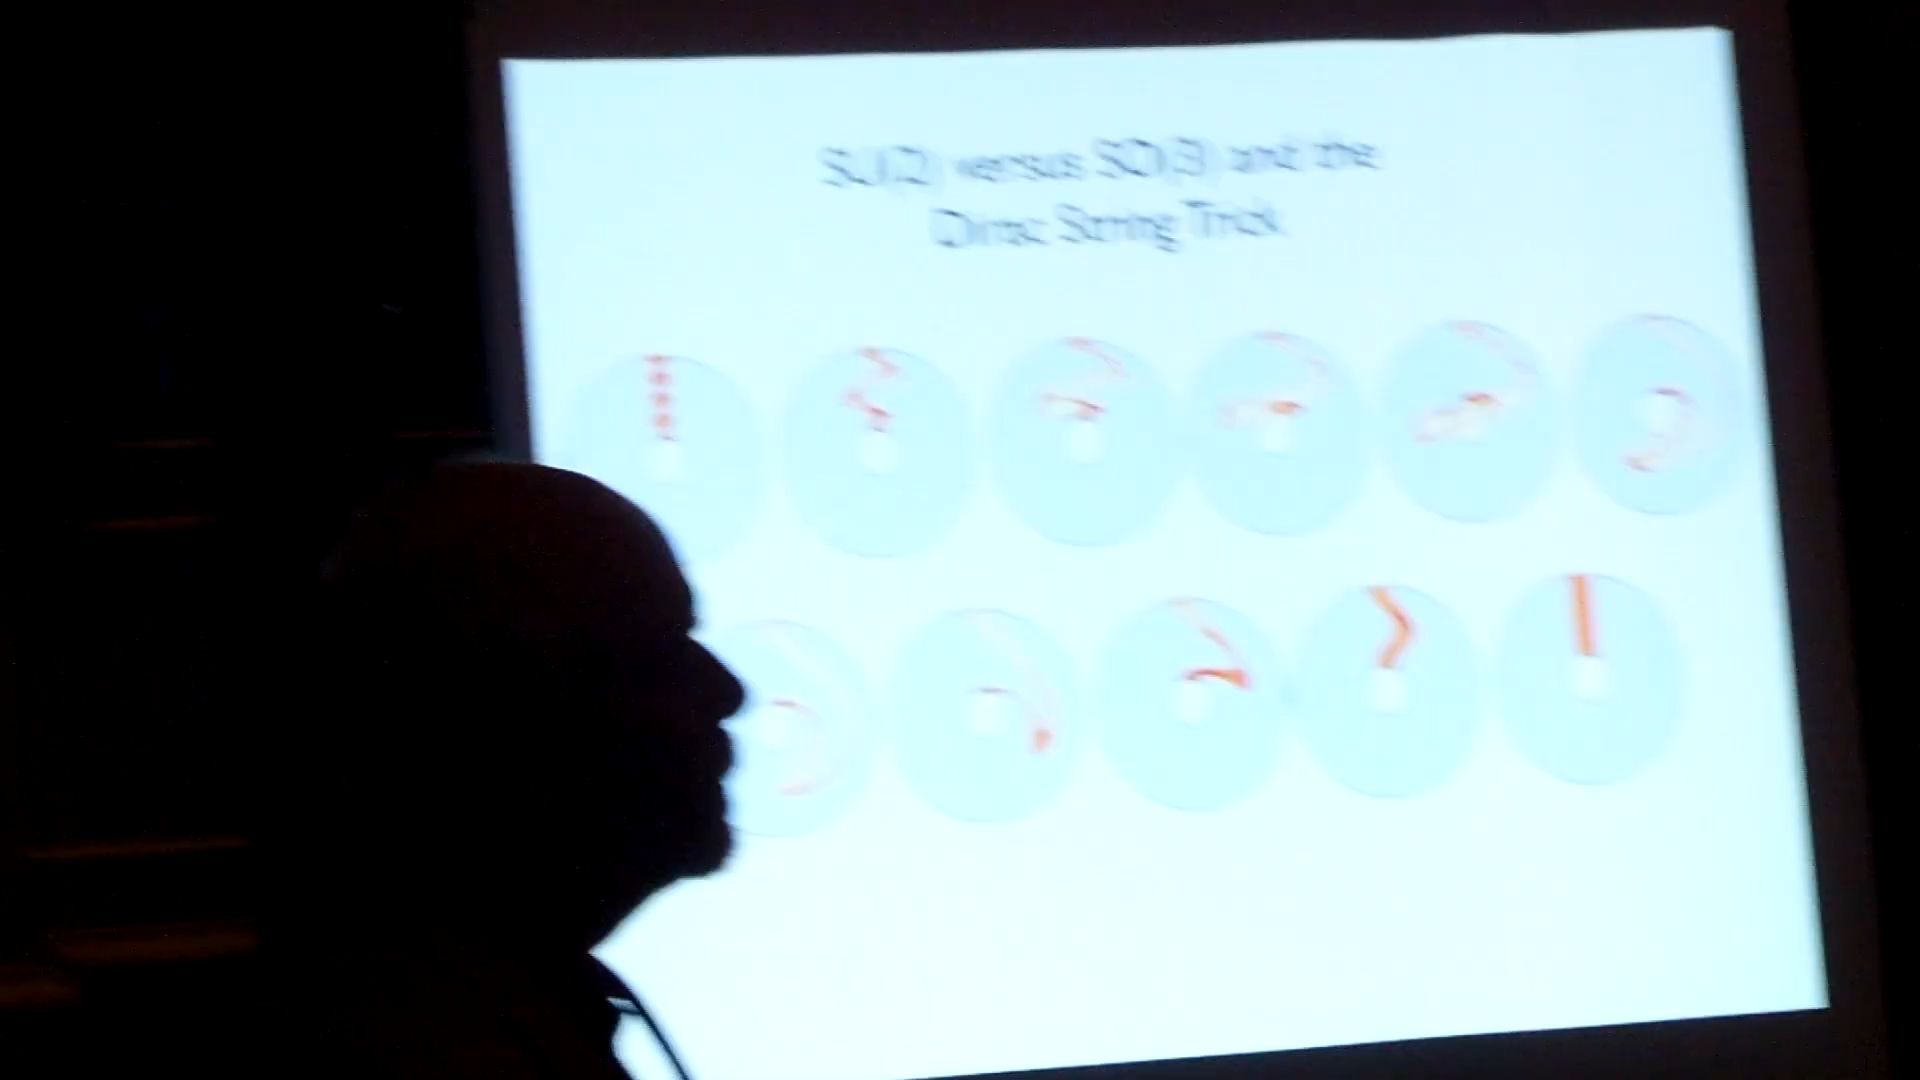 SU(2) versus SO(3) and the
Dirac String Trick